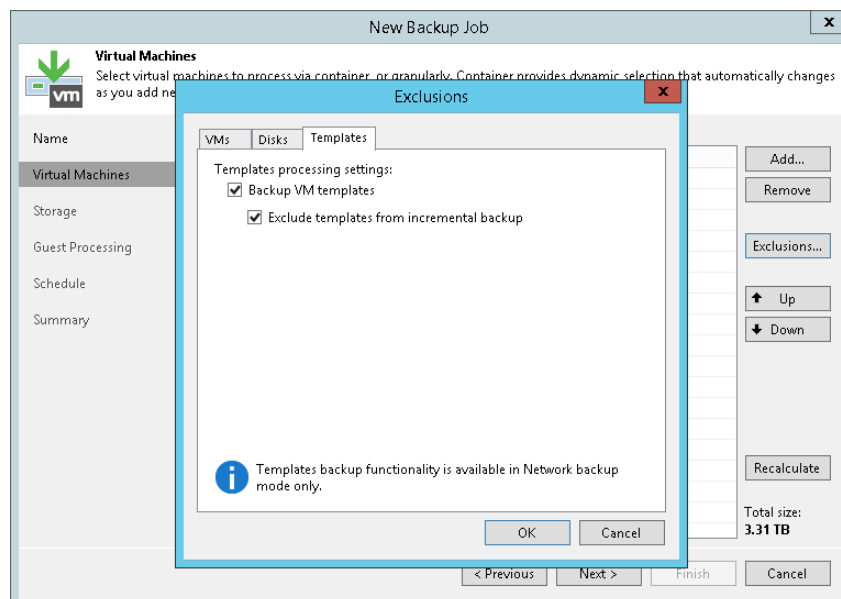 New Backup Job
x
Virtual Machines
Select virtual machines to process via container, or granularly. Container provides dynamic selection that automatically changes
as you add ne
vm
Exclusions
x
Name
Virtual Machines
Storage
Guest Processing
Schedule
Summary
VMs Disks Templates
Templates processing settings:
Backup VM templates
Exclude templates from incremental backup
Templates backup functionality is available in Network backup
mode only.
OK Cancel
Add...
Remove
Exclusions...
Up
Down
Recalculate
Total size:
3.31 TB
< Previous Next > Finish Cancel